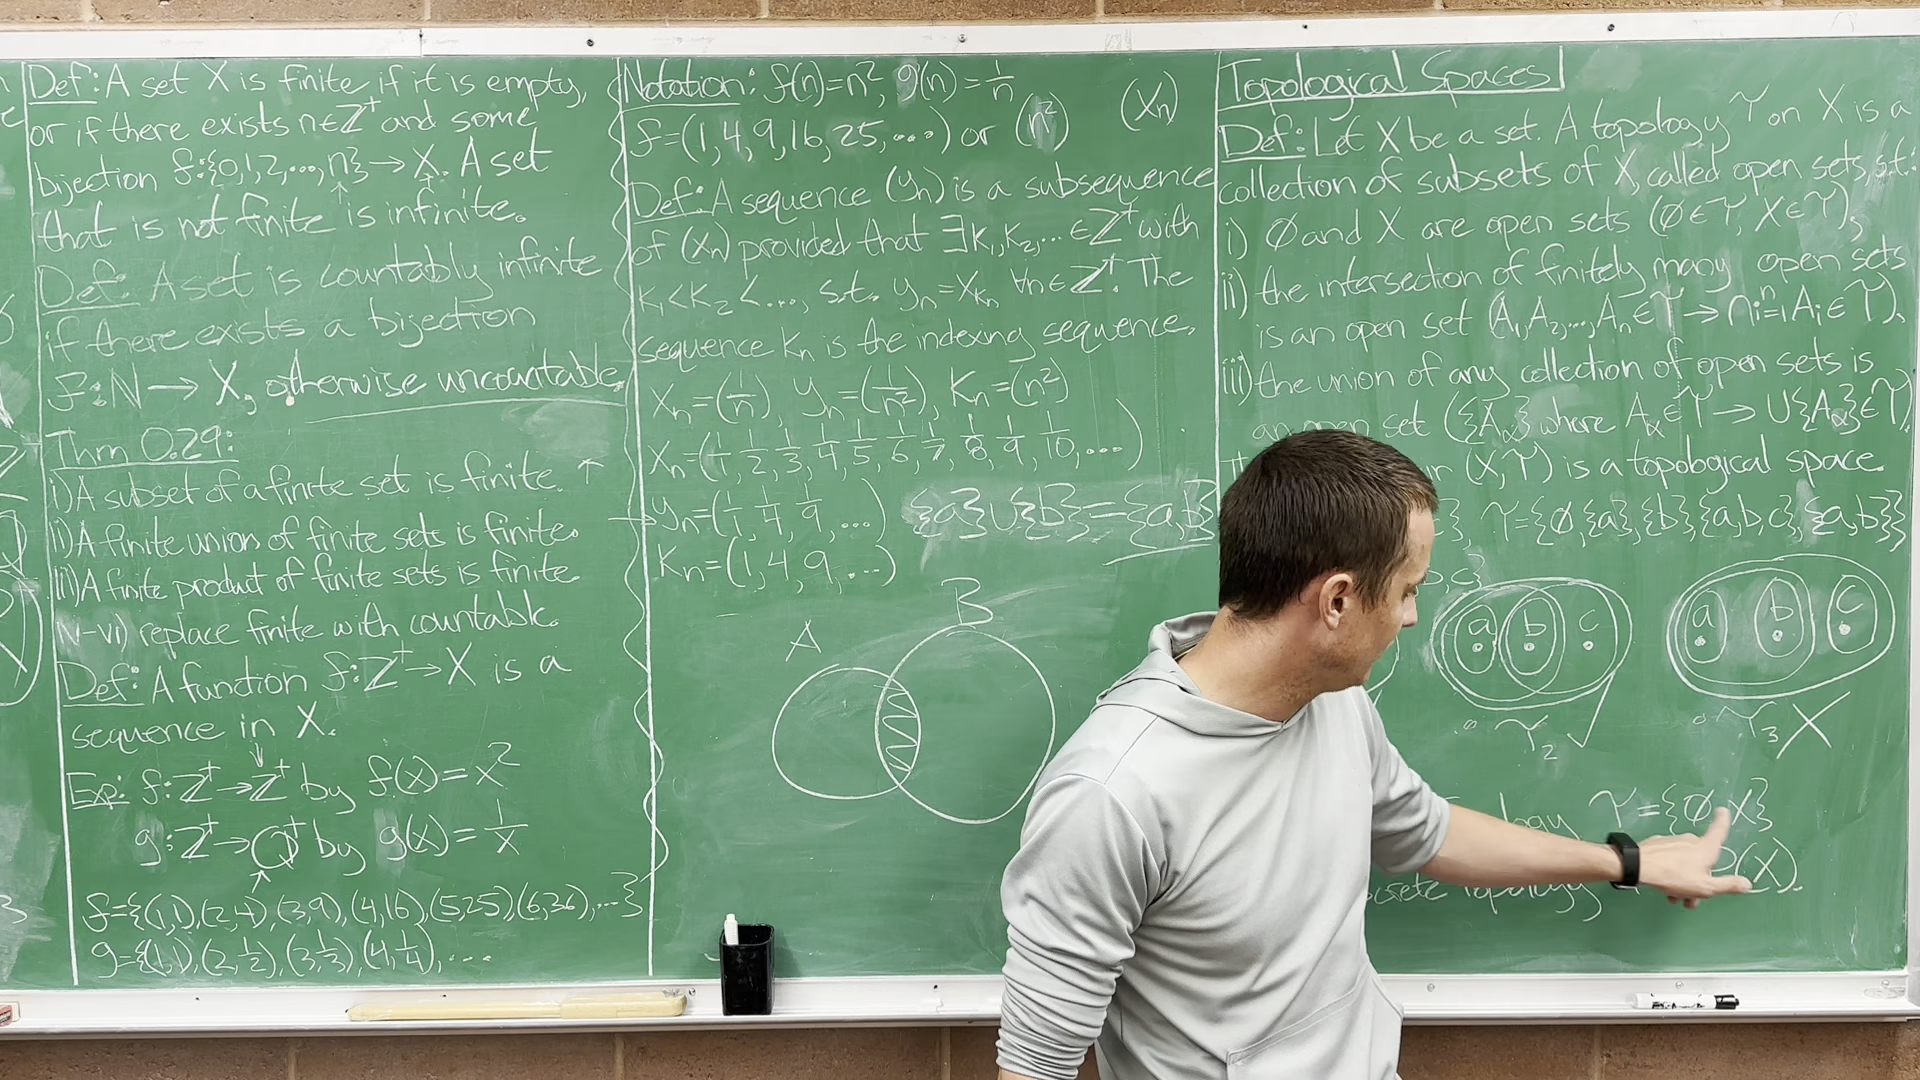 Def: A set X is finite if it is empty,
or if there exists n∈Z⁺ and some
bijection f:{0,1,2,...,n}→X. A set
that is not finite is infinite.
Def: A set is countably infinite
if there exists a bijection
f:N→X, otherwise uncountable.
Thm 0.29:
i) A subset of a finite set is finite.
ii) A finite union of finite sets is finite.
iii) A finite product of finite sets is finite.
iv-vi) replace finite with countable.
Def: A function f:Z⁺→X is a
sequence in X.
Exp: f:Z⁺→Z⁺ by f(x)=x²
g:Z⁺→Q⁺ by g(x)=1/x
f={(1,1),(2,4),(3,9),(4,16),(5,25),(6,36),...}
g={(1,1),(2,1/2),(3,1/3),(4,1/4),...
Notation: f(n)=n², g(n)=1/n
f=(1,4,9,16,25,...) or (n²) (xₙ)
Def: A sequence (yₙ) is a subsequence
of (xₙ) provided that ∃k₁,k₂,...∈Z⁺ with
k₁<k₂<..., s.t. yₙ=x_kₙ ∀n∈Z⁺. The
sequence kₙ is the indexing sequence.
xₙ=(1/n), yₙ=(1/n²), kₙ=(n²)
xₙ=(1/1,1/2,1/3,1/4,1/5,1/6,1/7,1/8,1/9,1/10,...)
yₙ=(1/1,1/4,1/9,...) {a}∪{b}={a,b}
kₙ=(1,4,9,...)
A B
Topological Spaces
Def: Let X be a set. A topology Υ on X is a
collection of subsets of X, called open sets, s.t.:
i) ∅ and X are open sets (∅∈Υ, X∈Υ),
ii) the intersection of finitely many open sets
is an open set (A₁,A₂,...,Aₙ∈Υ→∩ⁿᵢ₌₁Aᵢ∈Υ),
iii) the union of any collection of open sets is
an open set ({A_α} where A_α∈Υ→∪{A_α}∈Υ).
(X,Υ) is a topological space.
} Υ={∅,{a},{b},{a,b,c},{a,b}}
b,c}
a b c
a b c
Υ₂ ✓
Υ₃ X
Υ={∅,X}
P(X).
topology